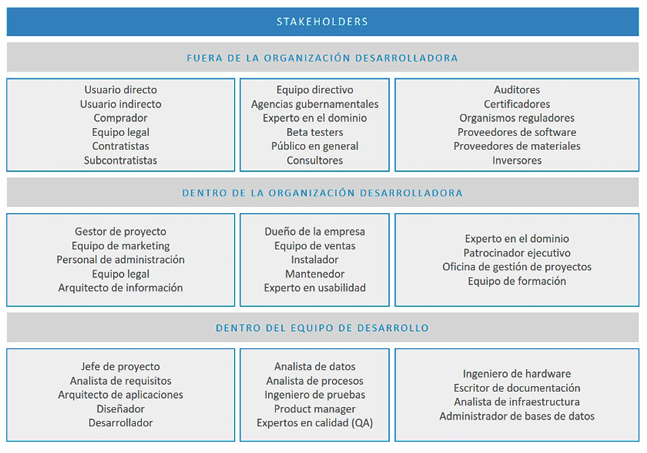 STAKEHOLDERS
FUERA DE LA ORGANIZACIÓN DESARROLLADORA
Usuario directo
Usuario indirecto
Comprador
Equipo legal
Contratistas
Subcontratistas
Equipo directivo
Agencias gubernamentales
Experto en el dominio
Beta testers
Público en general
Consultores
Auditores
Certificadores
Organismos reguladores
Proveedores de software
Proveedores de materiales
Inversores
DENTRO DE LA ORGANIZACIÓN DESARROLLADORA
Gestor de proyecto
Equipo de marketing
Personal de administración
Equipo legal
Arquitecto de información
Dueño de la empresa
Equipo de ventas
Instalador
Mantenedor
Experto en usabilidad
Experto en el dominio
Patrocinador ejecutivo
Oficina de gestión de proyectos
Equipo de formación
DENTRO DEL EQUIPO DE DESARROLLO
Jefe de proyecto
Analista de requisitos
Arquitecto de aplicaciones
Diseñador
Desarrollador
Analista de datos
Analista de procesos
Ingeniero de pruebas
Product manager
Expertos en calidad (QA)
Ingeniero de hardware
Escritor de documentación
Analista de infraestructura
Administrador de bases de datos